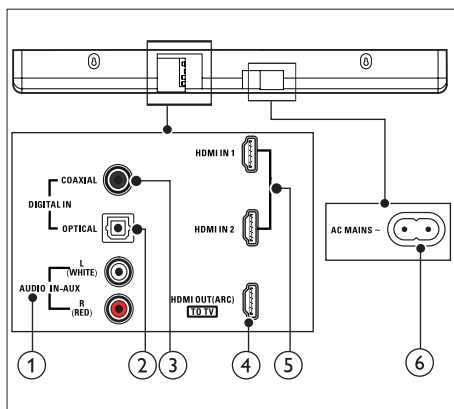 HDMI IN 1
COAXIAL
DIGITAL IN
OPTICAL
HDMI IN 2
AC MAINS ~
L
(WHITE)
AUDIO IN-AUX
R
(RED)
HDMI OUT(ARC)
TO TV
1
2
3
4
5
6